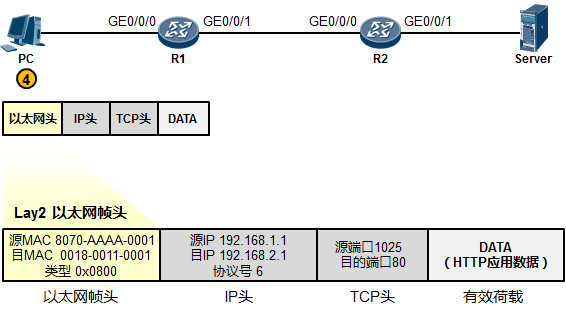 GE0/0/0 GE0/0/1 GE0/0/0 GE0/0/1
PC R1 R2 Server
4
以太网头 IP头 TCP头 DATA
Lay2 以太网帧头
源MAC 8070-AAAA-0001
目MAC 0018-0011-0001
类型 0x0800
源IP 192.168.1.1
目IP 192.168.2.1
协议号 6
源端口1025
目的端口80
DATA
(HTTP应用数据)
以太网帧头 IP头 TCP头 有效荷载